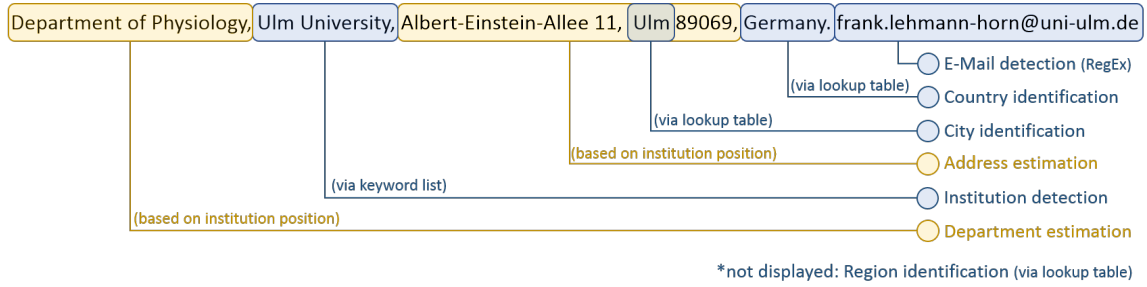 Department of Physiology, Ulm University, Albert-Einstein-Allee 11, Ulm 89069, Germany. frank.lehmann-horn@uni-ulm.de
E-Mail detection (RegEx)
(via lookup table) Country identification
(via lookup table) City identification
(based on institution position) Address estimation
(via keyword list) Institution detection
(based on institution position) Department estimation
*not displayed: Region identification (via lookup table)